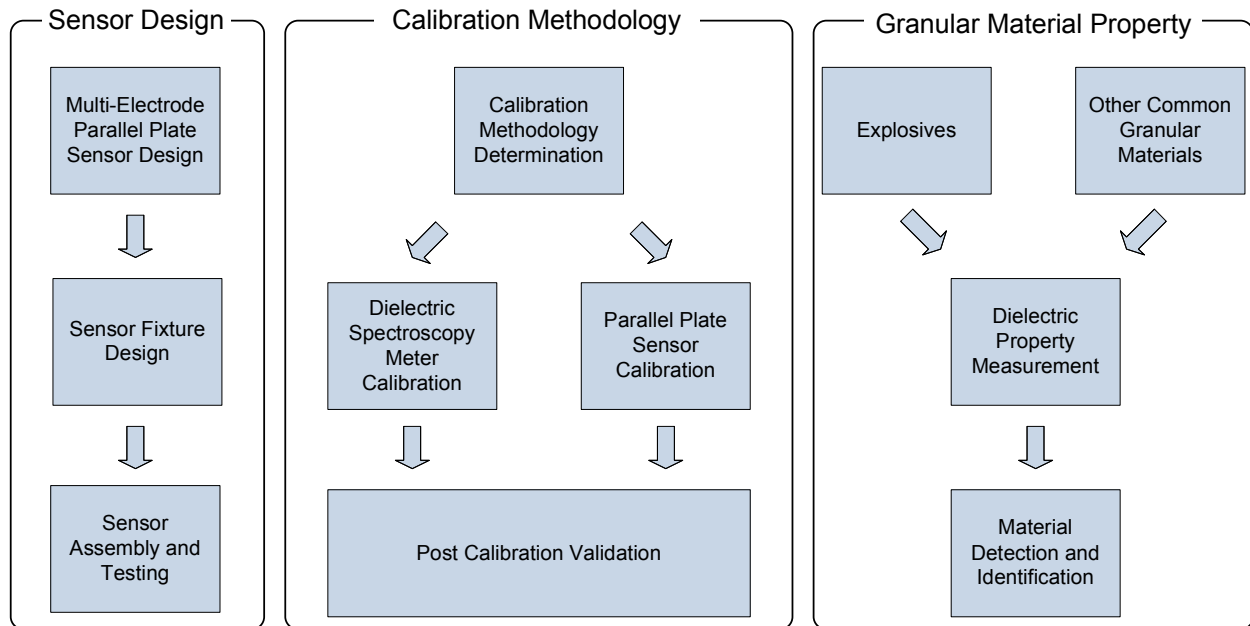 Sensor Design
Multi-Electrode
Parallel Plate
Sensor Design
Sensor Fixture
Design
Sensor
Assembly and
Testing
Calibration Methodology
Calibration
Methodology
Determination
Dielectric
Spectroscopy
Meter
Calibration
Parallel Plate
Sensor
Calibration
Post Calibration Validation
Granular Material Property
Explosives
Other Common
Granular
Materials
Dielectric
Property
Measurement
Material
Detection and
Identification